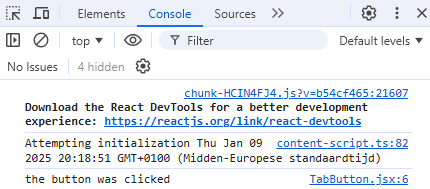 Elements Console Sources
top Filter Default levels
No Issues 4 hidden
chunk-HCIN4FJ4.js?v=b54cf465:21607
Download the React DevTools for a better development
experience: https://reactjs.org/link/react-devtools
Attempting initialization Thu Jan 09 content-script.ts:82
2025 20:18:51 GMT+0100 (Midden-Europese standaardtijd)
the button was clicked TabButton.jsx:6